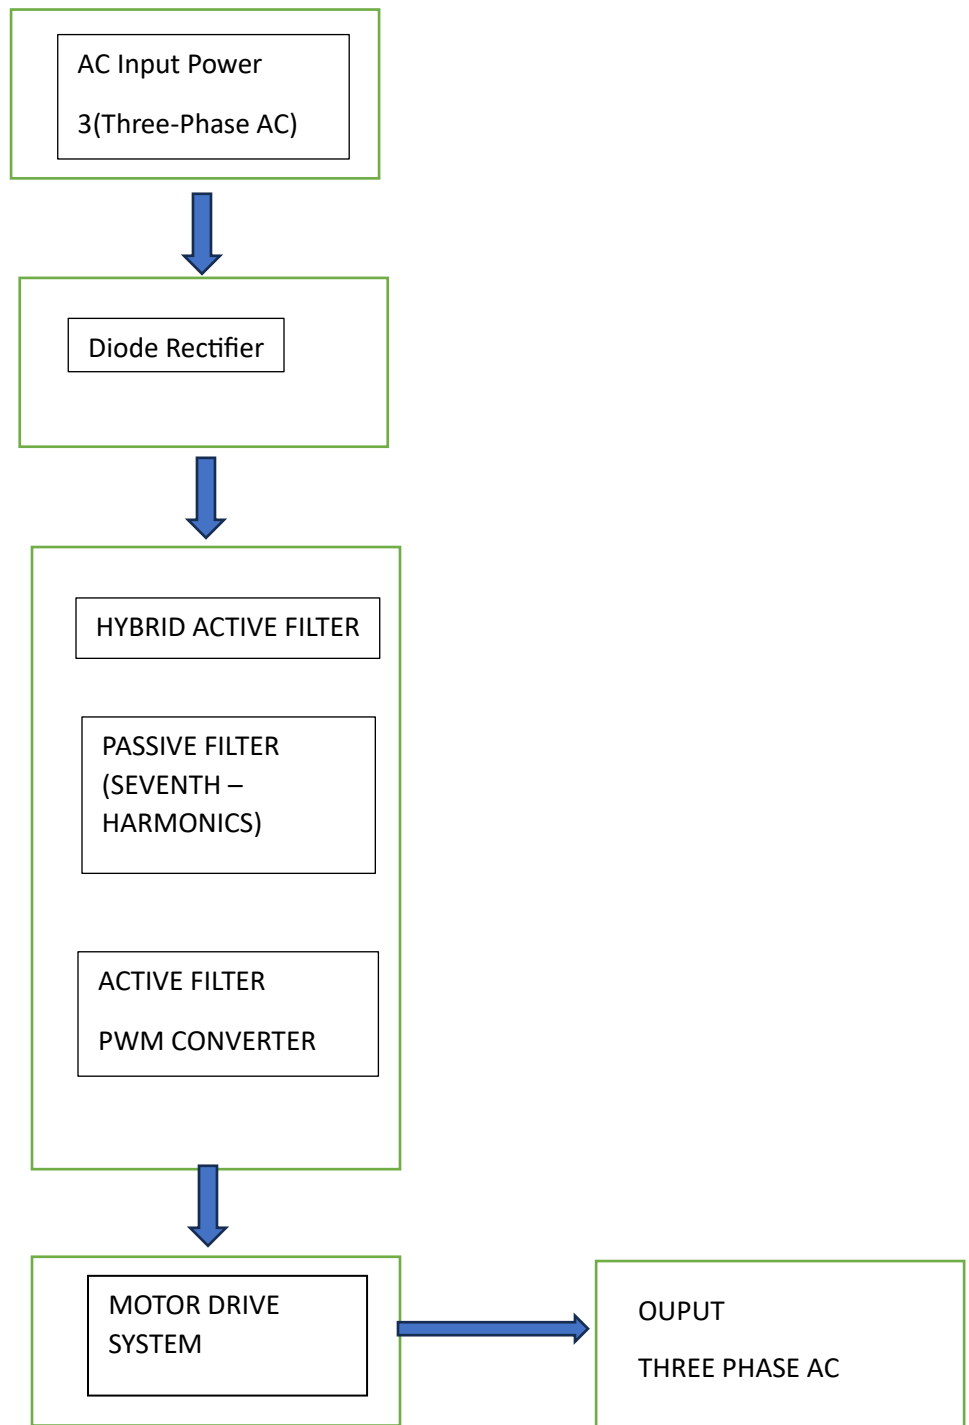 AC Input Power
3(Three-Phase AC)
Diode Rectifier
HYBRID ACTIVE FILTER
PASSIVE FILTER
(SEVENTH –
HARMONICS)
ACTIVE FILTER
PWM CONVERTER
MOTOR DRIVE
SYSTEM
OUPUT
THREE PHASE AC